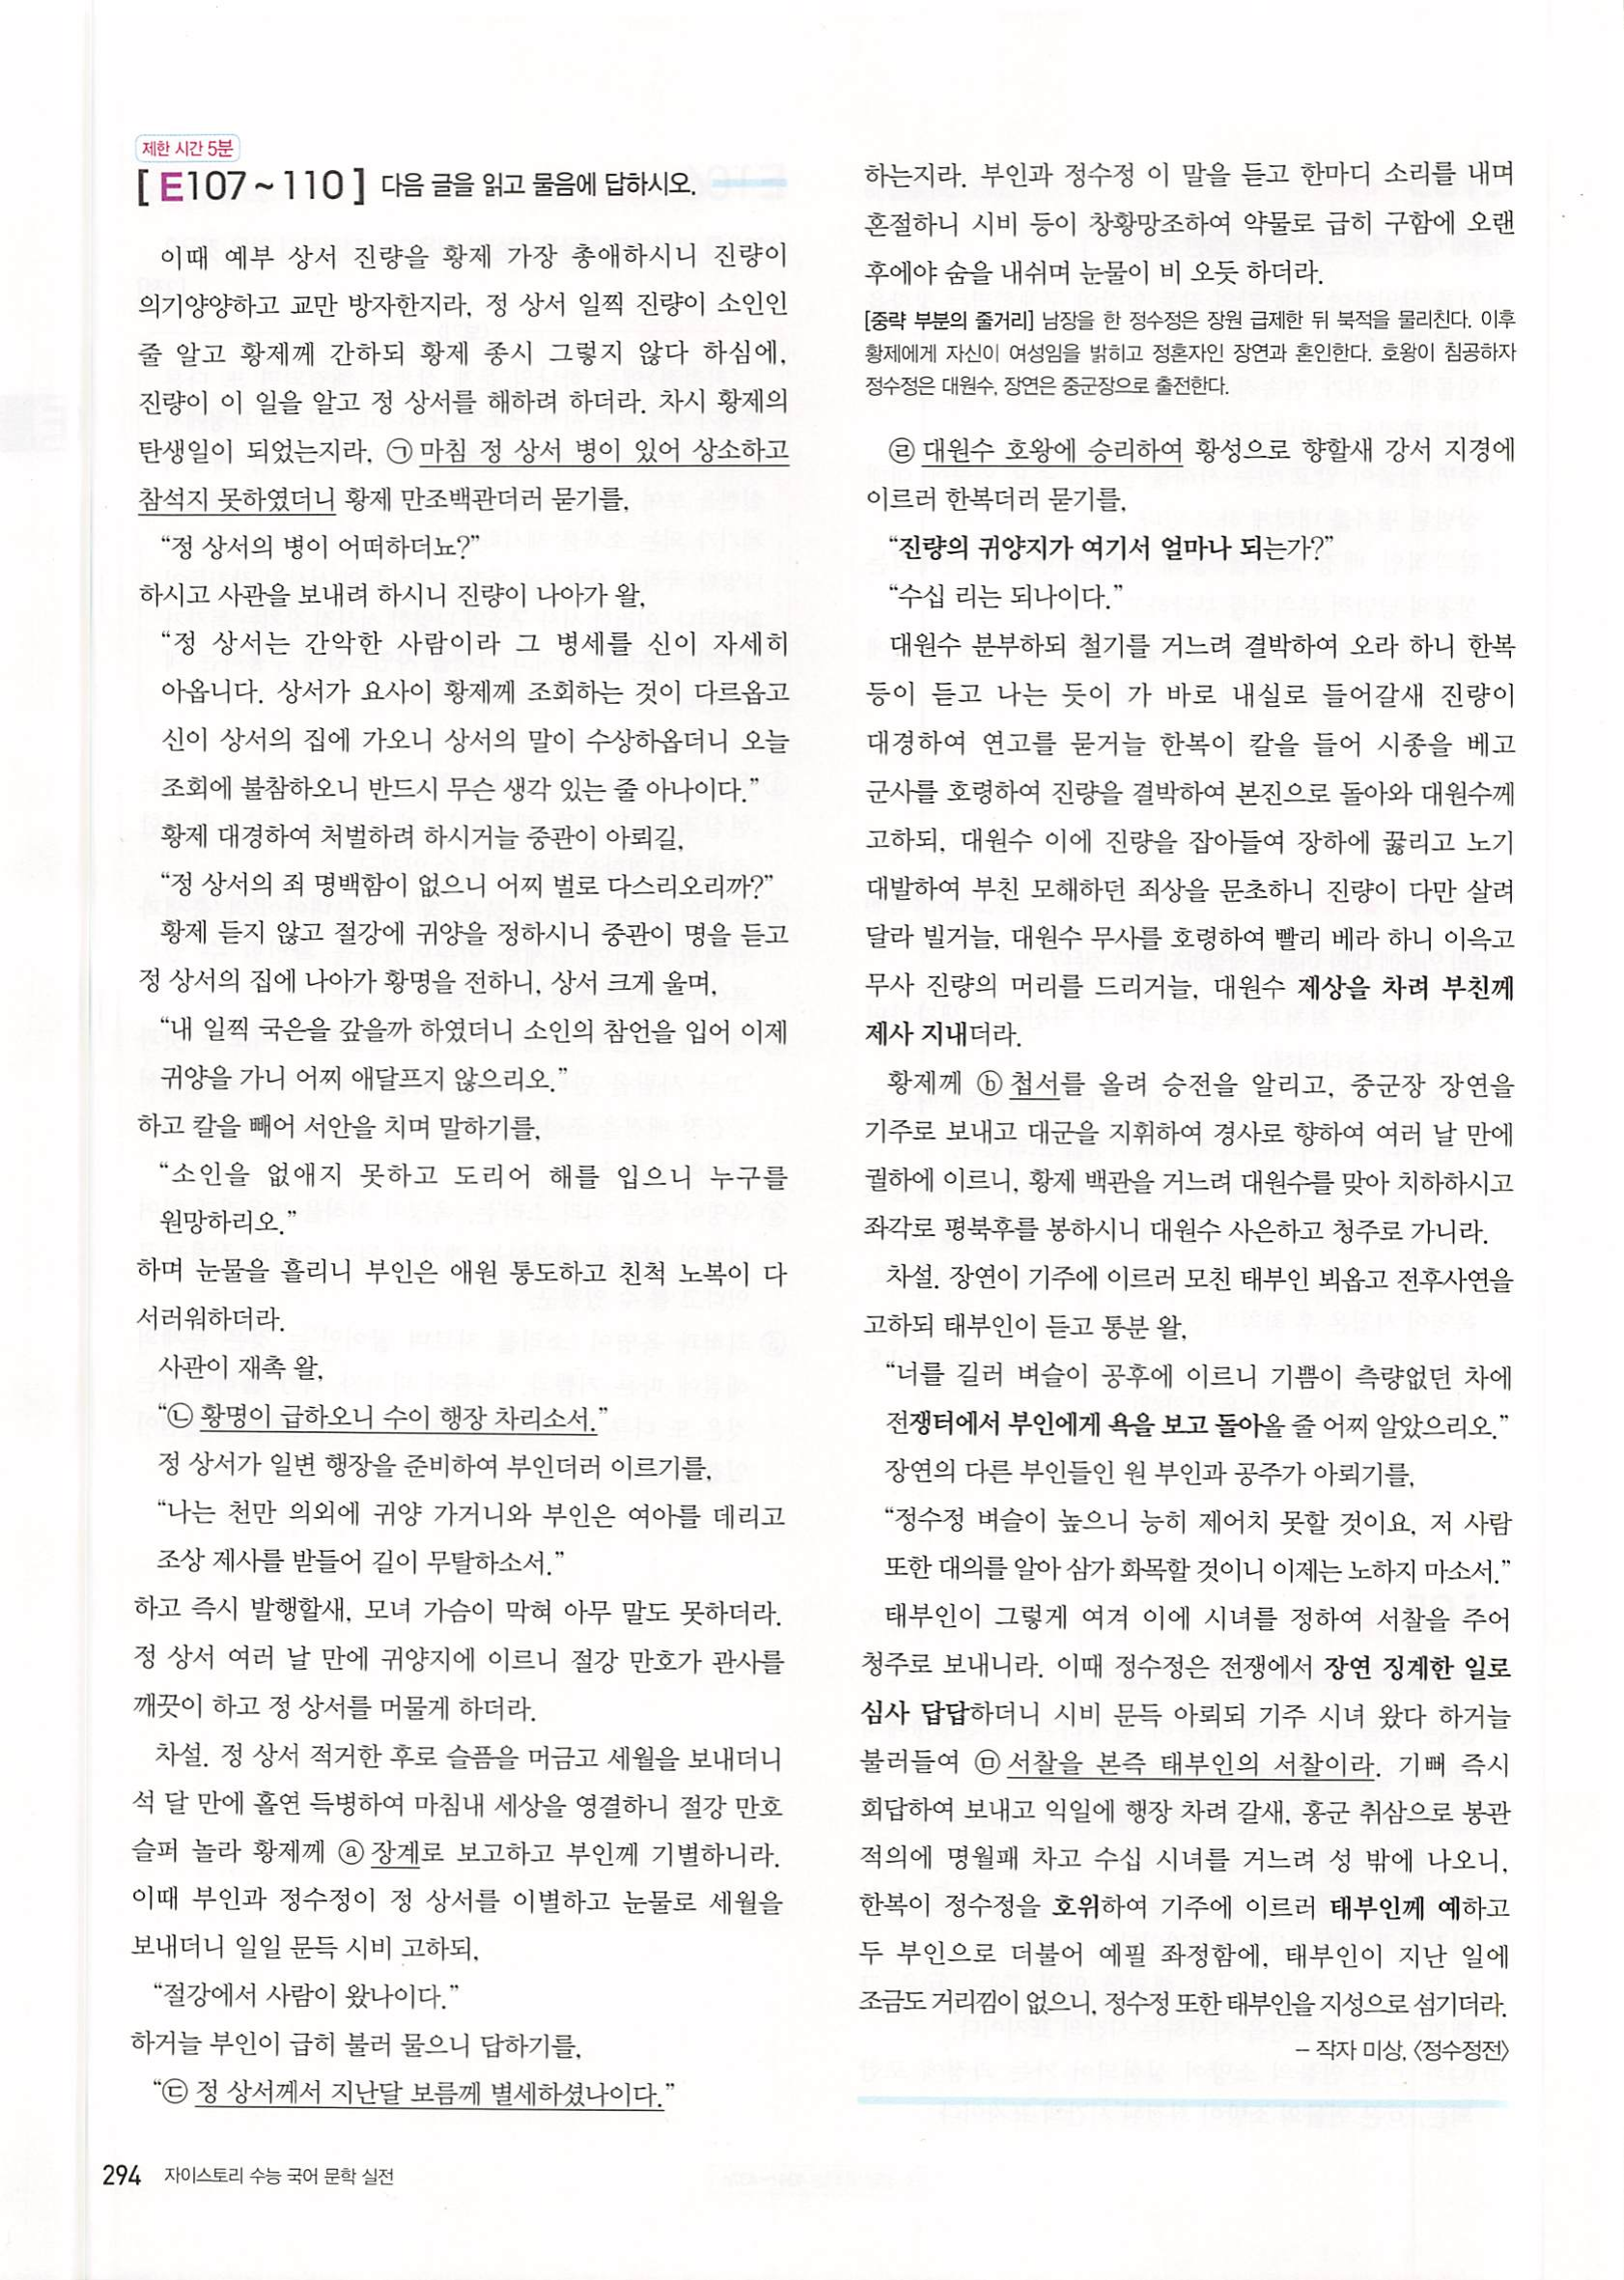 제한 시간 5분
[E107~110] 다음 글을 읽고 물음에 답하시오.
이때 예부 상서 진량을 황제 가장 총애하시니 진량이
의기양양하고 교만 방자한지라, 정 상서 일찍 진량이 소인인
줄 알고 황제께 간하되 황제 종시 그렇지 않다 하심에,
진량이 이 일을 알고 정 상서를 해하려 하더라. 차시 황제의
탄생일이 되었는지라, ㉠ 마침 정 상서 병이 있어 상소하고
참석지 못하였더니 황제 만조백관더러 묻기를,
“정 상서의 병이 어떠하더뇨?”
하시고 사관을 보내려 하시니 진량이 나아가 왈,
“정 상서는 간악한 사람이라 그 병세를 신이 자세히
아옵니다. 상서가 요사이 황제께 조회하는 것이 다르옵고
신이 상서의 집에 가오니 상서의 말이 수상하옵더니 오늘
조회에 불참하오니 반드시 무슨 생각 있는 줄 아나이다.”
황제 대경하여 처벌하려 하시거늘 중관이 아뢰길,
“정 상서의 죄 명백함이 없으니 어찌 벌로 다스리오리까?”
황제 듣지 않고 절강에 귀양을 정하시니 중관이 명을 듣고
정 상서의 집에 나아가 황명을 전하니, 상서 크게 울며,
“내 일찍 국은을 갚을까 하였더니 소인의 참언을 입어 이제
귀양을 가니 어찌 애달프지 않으리오.”
하고 칼을 빼어 서안을 치며 말하기를,
“소인을 없애지 못하고 도리어 해를 입으니 누구를
원망하리오.”
하며 눈물을 흘리니 부인은 애원 통도하고 친척 노복이 다
서러워하더라.
사관이 재촉 왈,
“㉡ 황명이 급하오니 수이 행장 차리소서.”
정 상서가 일변 행장을 준비하여 부인더러 이르기를,
“나는 천만 의외에 귀양 가거니와 부인은 여아를 데리고
조상 제사를 받들어 길이 무탈하소서.”
하고 즉시 발행할새, 모녀 가슴이 막혀 아무 말도 못하더라.
정 상서 여러 날 만에 귀양지에 이르니 절강 만호가 관사를
깨끗이 하고 정 상서를 머물게 하더라.
차설. 정 상서 적거한 후로 슬픔을 머금고 세월을 보내더니
석 달 만에 홀연 득병하여 마침내 세상을 영결하니 절강 만호
슬퍼 놀라 황제께 ⓐ 장계로 보고하고 부인께 기별하니라.
이때 부인과 정수정이 정 상서를 이별하고 눈물로 세월을
보내더니 일일 문득 시비 고하되,
“절강에서 사람이 왔나이다.”
하거늘 부인이 급히 불러 물으니 답하기를,
“㉢ 정 상서께서 지난달 보름께 별세하셨나이다.”
294 자이스토리 수능 국어 문학 실전
하는지라. 부인과 정수정 이 말을 듣고 한마디 소리를 내며
혼절하니 시비 등이 창황망조하여 약물로 급히 구함에 오랜
후에야 숨을 내쉬며 눈물이 비 오듯 하더라.
[중략 부분의 줄거리] 남장을 한 정수정은 장원 급제한 뒤 북적을 물리친다. 이후
황제에게 자신이 여성임을 밝히고 정혼자인 장연과 혼인한다. 호왕이 침공하자
정수정은 대원수, 장연은 중군장으로 출전한다.
㉣ 대원수 호왕에 승리하여 황성으로 향할새 강서 지경에
이르러 한복더러 묻기를,
“진량의 귀양지가 여기서 얼마나 되는가?”
“수십 리는 되나이다.”
대원수 분부하되 철기를 거느려 결박하여 오라 하니 한복
등이 듣고 나는 듯이 가 바로 내실로 들어갈새 진량이
대경하여 연고를 묻거늘 한복이 칼을 들어 시종을 베고
군사를 호령하여 진량을 결박하여 본진으로 돌아와 대원수께
고하되, 대원수 이에 진량을 잡아들여 장하에 꿇리고 노기
대발하여 부친 모해하던 죄상을 문초하니 진량이 다만 살려
달라 빌거늘, 대원수 무사를 호령하여 빨리 베라 하니 이윽고
무사 진량의 머리를 드리거늘, 대원수 제상을 차려 부친께
제사 지내더라.
황제께 ⓑ 첩서를 올려 승전을 알리고, 중군장 장연을
기주로 보내고 대군을 지휘하여 경사로 향하여 여러 날 만에
궐하에 이르니, 황제 백관을 거느려 대원수를 맞아 치하하시고
좌각로 평북후를 봉하시니 대원수 사은하고 청주로 가니라.
차설. 장연이 기주에 이르러 모친 태부인 뵈옵고 전후사연을
고하되 태부인이 듣고 통분 왈,
“너를 길러 벼슬이 공후에 이르니 기쁨이 측량없던 차에
전쟁터에서 부인에게 욕을 보고 돌아올 줄 어찌 알았으리오.”
장연의 다른 부인들인 원 부인과 공주가 아뢰기를,
“정수정 벼슬이 높으니 능히 제어치 못할 것이요, 저 사람
또한 대의를 알아 삼가 화목할 것이니 이제는 노하지 마소서.”
태부인이 그렇게 여겨 이에 시녀를 정하여 서찰을 주어
청주로 보내니라. 이때 정수정은 전쟁에서 장연 징계한 일로
심사 답답하더니 시비 문득 아뢰되 기주 시녀 왔다 하거늘
불러들여 ㉤ 서찰을 본즉 태부인의 서찰이라. 기뻐 즉시
회답하여 보내고 익일에 행장 차려 갈새, 홍군 취삼으로 봉관
적의에 명월패 차고 수십 시녀를 거느려 성 밖에 나오니,
한복이 정수정을 호위하여 기주에 이르러 태부인께 예하고
두 부인으로 더불어 예필 좌정함에, 태부인이 지난 일에
조금도 거리낌이 없으니, 정수정 또한 태부인을 지성으로 섬기더라.
– 작자 미상, 〈정수정전〉